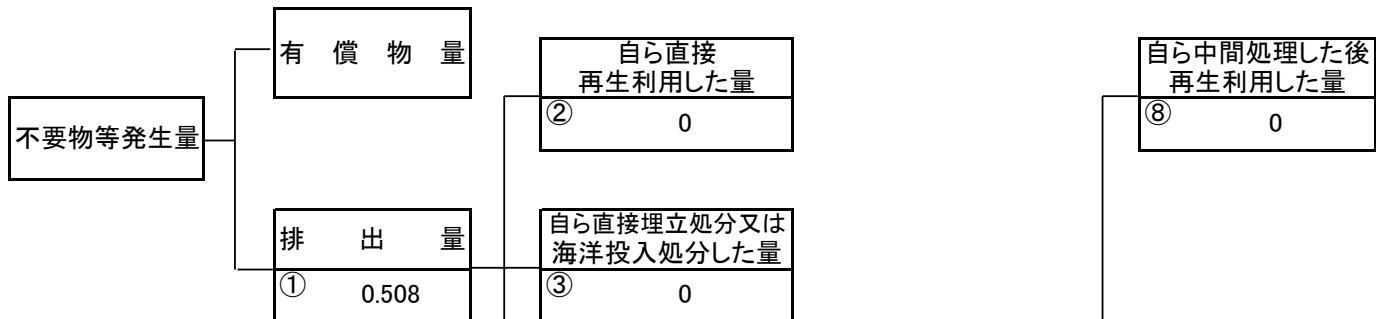 有償物量
自ら直接
再生利用した量
②
0
自ら中間処理した後
再生利用した量
⑧
0
不要物等発生量
排出量
①
0.508
自ら直接埋立処分又は
海洋投入処分した量
③
0